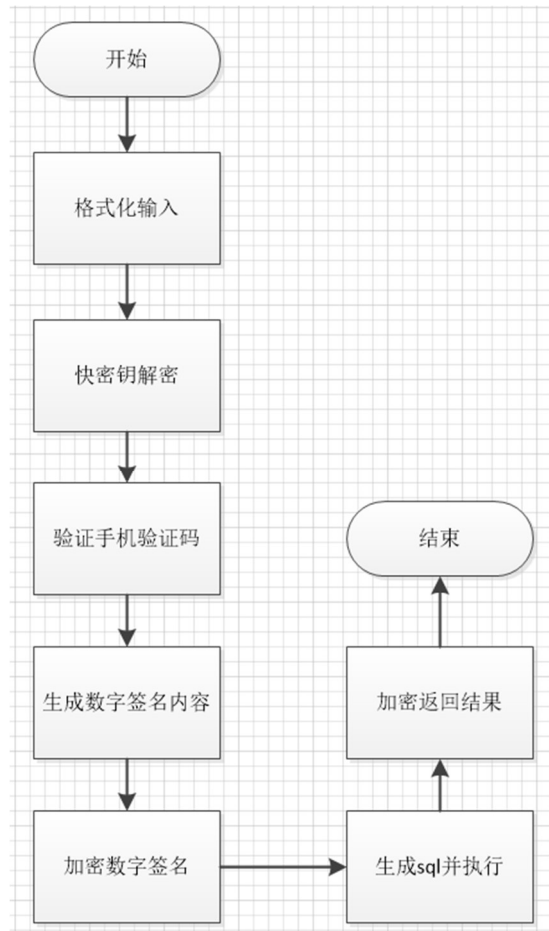 开始
格式化输入
快密钥解密
验证手机验证码
生成数字签名内容
加密数字签名
生成sql并执行
加密返回结果
结束